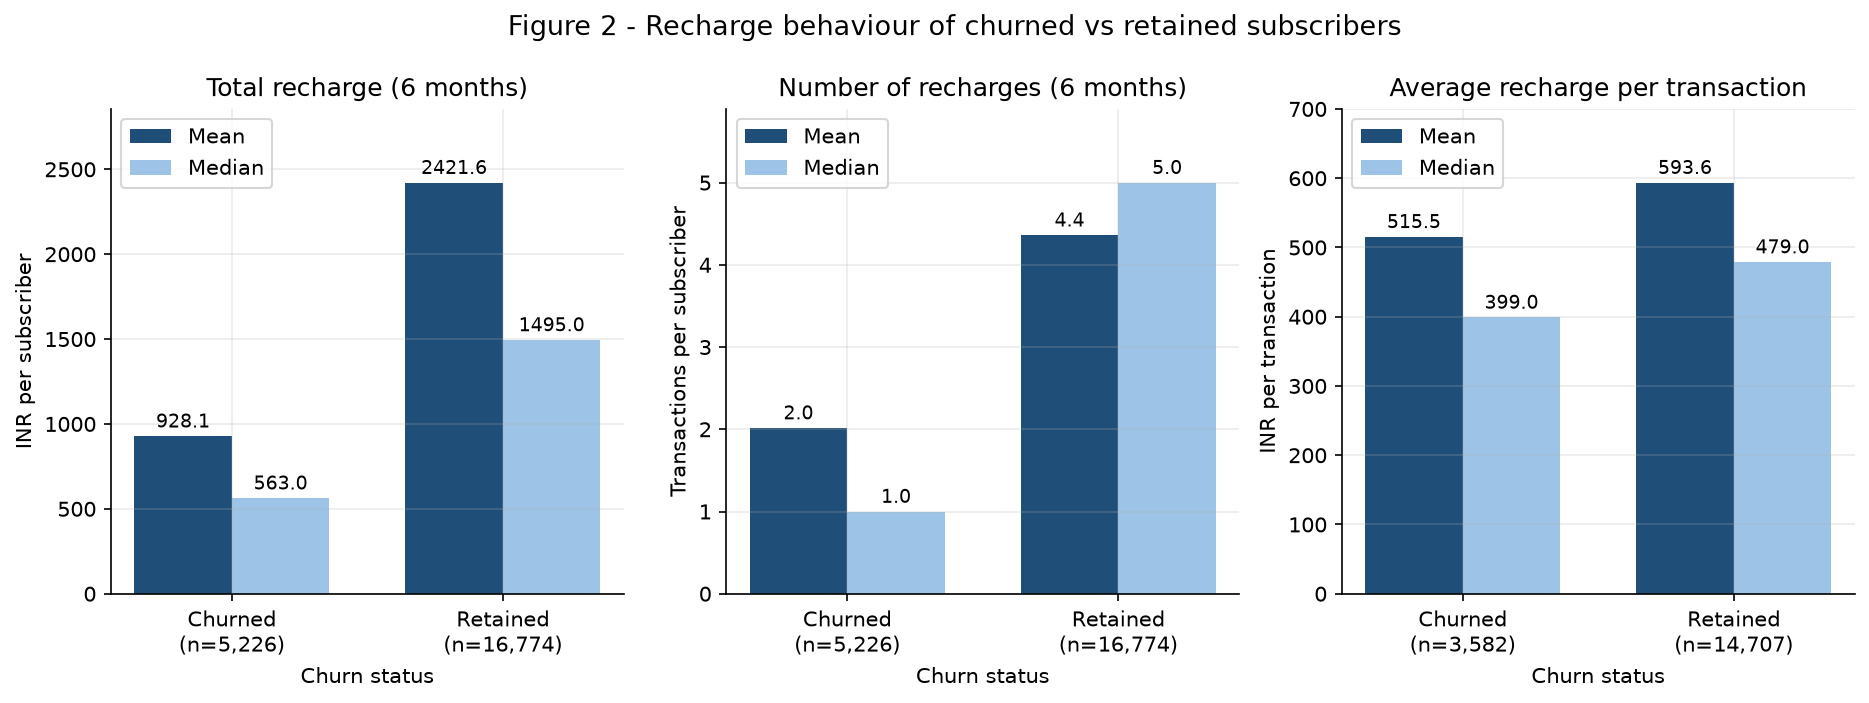 Figure 2 - Recharge behaviour of churned vs retained subscribers
Total recharge (6 months)
INR per subscriber
2500
2000
1500
1000
500
0
Mean
Median
928.1
563.0
2421.6
1495.0
Churned
(n=5,226)
Retained
(n=16,774)
Churn status
Number of recharges (6 months)
Transactions per subscriber
5
4
3
2
1
0
Mean
Median
2.0
1.0
4.4
5.0
Churned
(n=5,226)
Retained
(n=16,774)
Churn status
Average recharge per transaction
INR per transaction
700
600
500
400
300
200
100
0
Mean
Median
515.5
399.0
593.6
479.0
Churned
(n=3,582)
Retained
(n=14,707)
Churn status